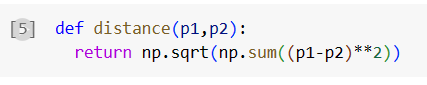 [5] def distance(p1,p2):
return np.sqrt(np.sum((p1-p2)**2))